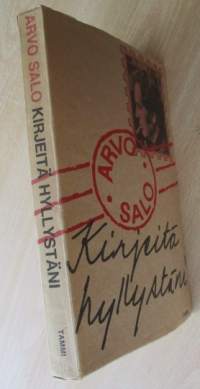 ARVO SALO KIRJEITÄ HYLLYSTÄNI
TAMMI
ARVO
SALO
Kirjeitä
hyllystäni